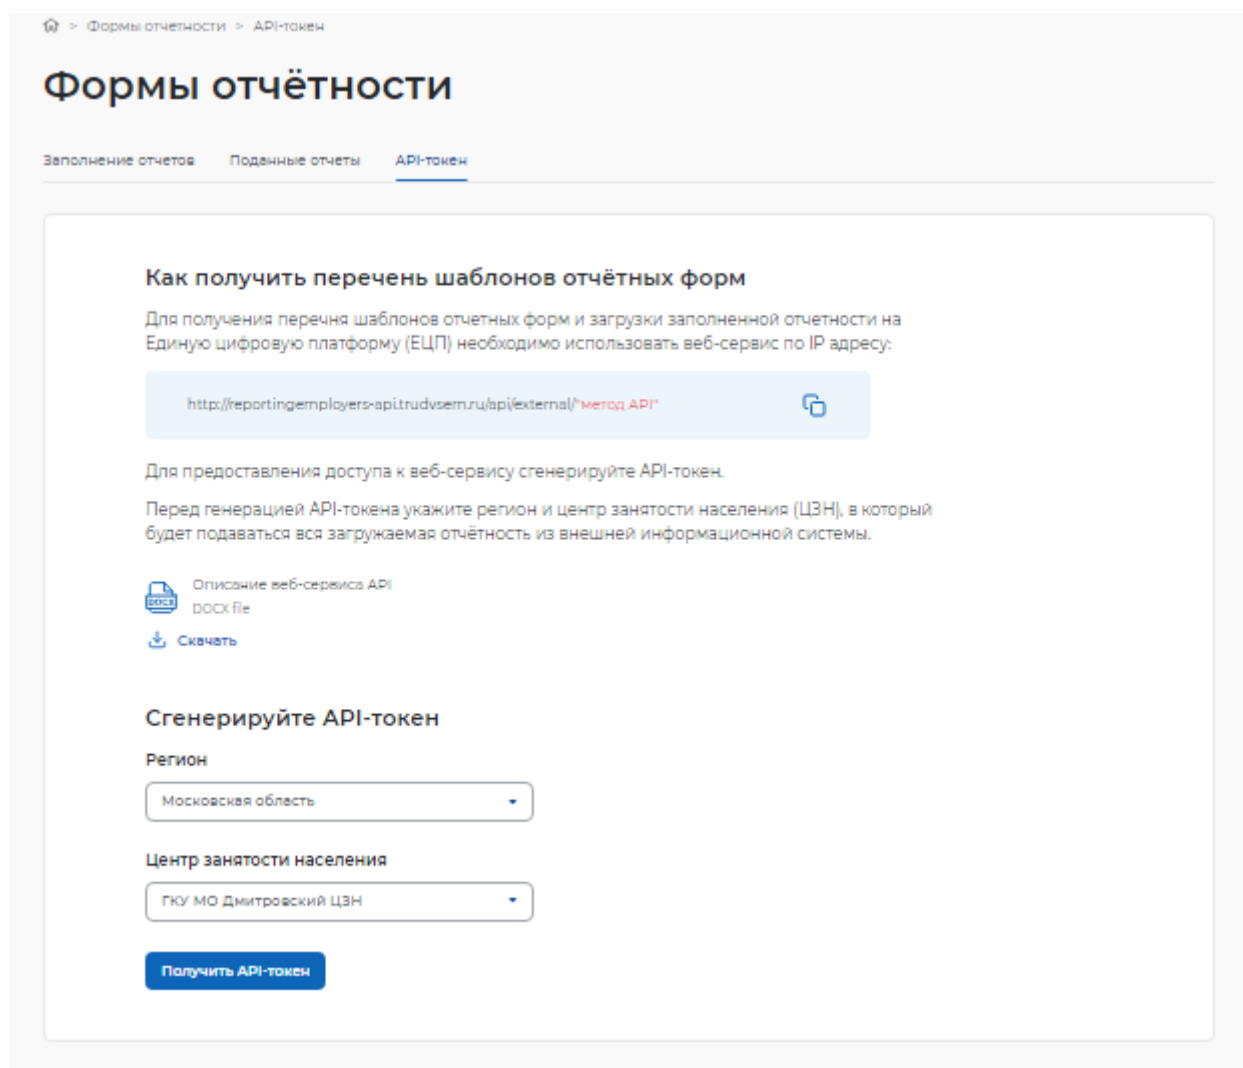 > Формы отчетности > API-токен
Формы отчётности
Заполнение отчетов Поданные отчеты API-токен
Как получить перечень шаблонов отчётных форм
Для получения перечня шаблонов отчетных форм и загрузки заполненной отчетности на
Единую цифровую платформу (ЕЦП) необходимо использовать веб-сервис по IP адресу:
http://reportingemployers-api.trudvsem.ru/api/external/"метод API"
Для предоставления доступа к веб-сервису сгенерируйте API-токен.
Перед генерацией API-токена укажите регион и центр занятости населения (ЦЗН), в который
будет подаваться вся загружаемая отчётность из внешней информационной системы.
Описание веб-сервиса API
DOCX file
DOCX
Скачать
Сгенерируйте API-токен
Регион
Московская область
Центр занятости населения
ГКУ МО Дмитровский ЦЗН
Получить API-токен